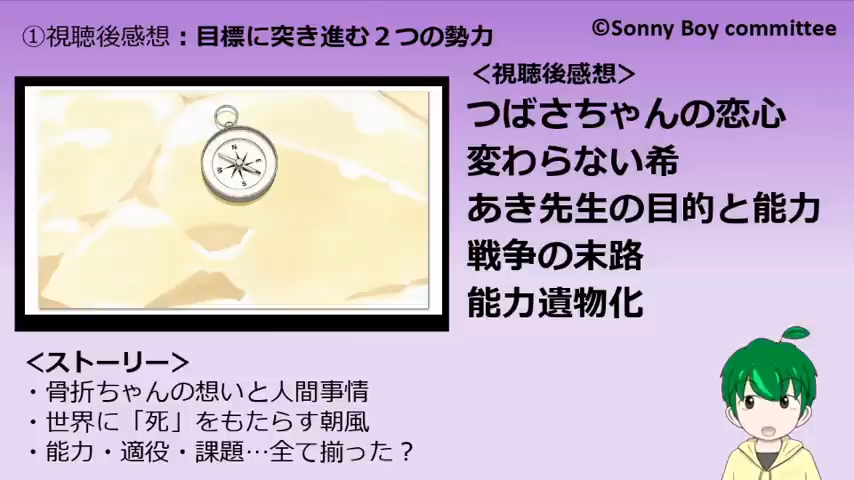 ①視聴後感想：目標に突き進む２つの勢力
©Sonny Boy committee
＜視聴後感想＞
つばさちゃんの恋心
変わらない希
あき先生の目的と能力
戦争の末路
能力遺物化
N
E
S
W
＜ストーリー＞
・骨折ちゃんの想いと人間事情
・世界に「死」をもたらす朝風
・能力・適役・課題…全て揃った？